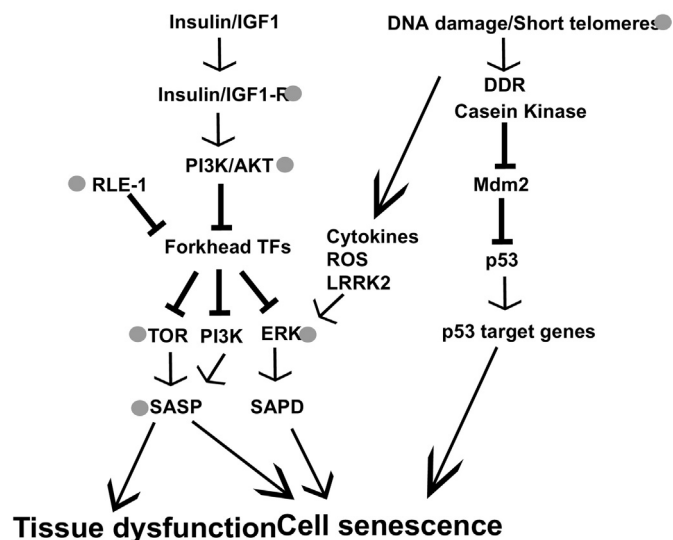 Insulin/IGF1
DNA damage/Short telomeres
DDR
Insulin/IGF1-R
Casein Kinase
PI3K/AKT
RLE-1
Mdm2
Forkhead TFs
Cytokines
ROS
LRRK2
p53
TOR
PI3K
ERK
p53 target genes
SASP
SAPD
Tissue dysfunction
Cell senescence